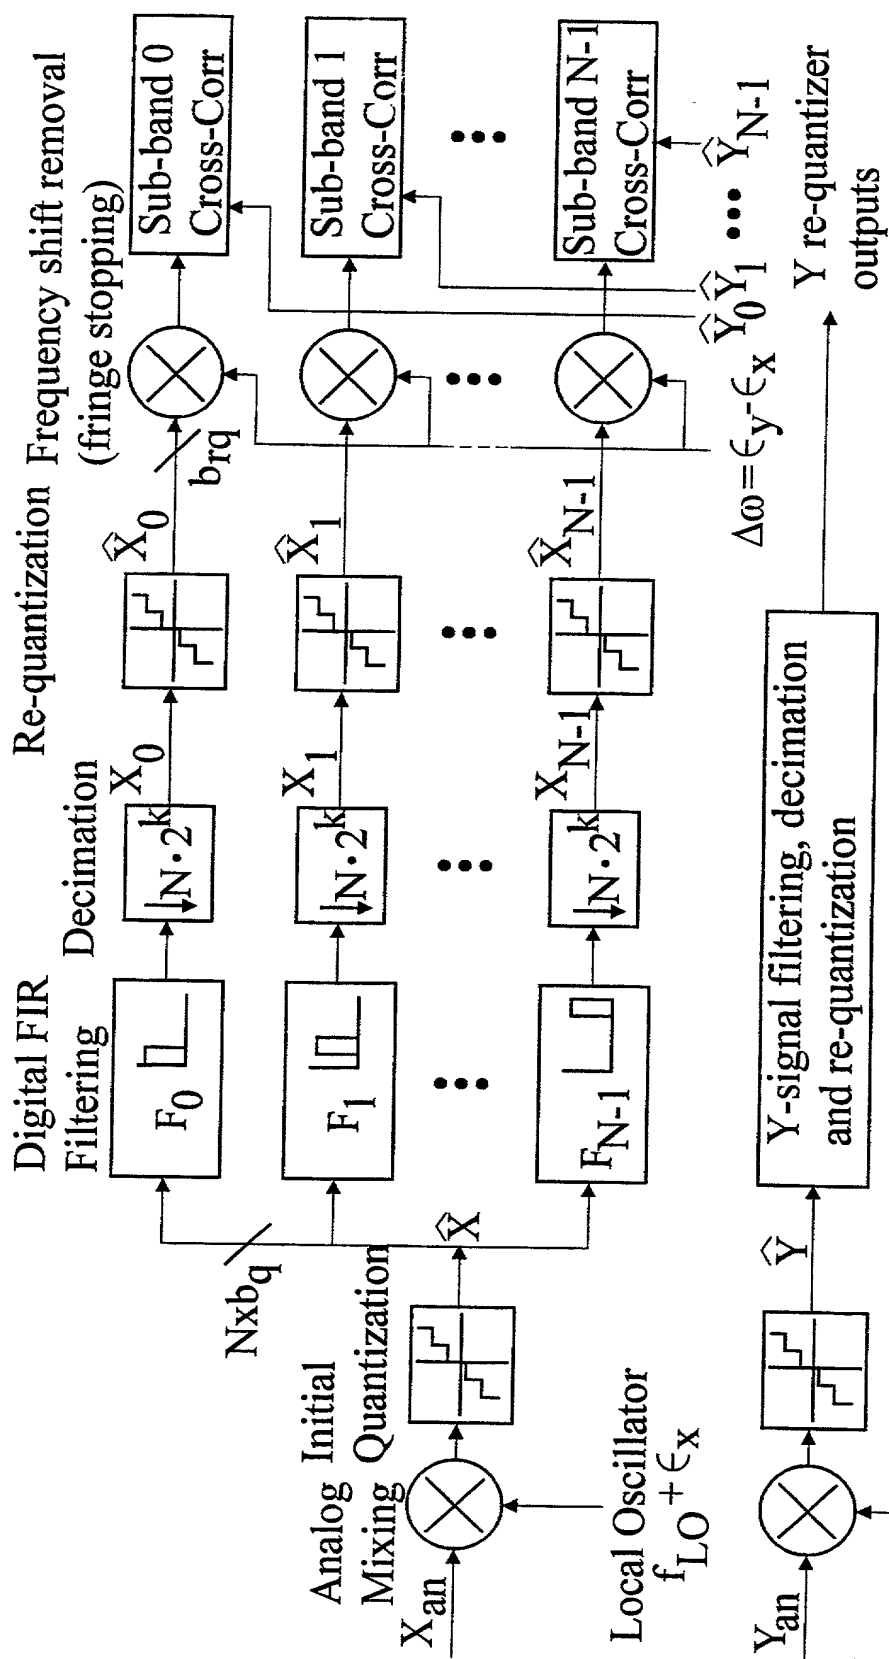 Analog
Mixing
Initial
Quantization
Digital FIR
Filtering
Decimation
Re-quantization
Frequency shift removal
(fringe stopping)
X_an
Local Oscillator
f_LO + ϵ_x
X̂
Nxb_q
F_0
↓N·2^k
X_0
X̂_0
b_rq
Sub-band 0
Cross-Corr
F_1
↓N·2^k
X_1
X̂_1
Sub-band 1
Cross-Corr
F_N-1
↓N·2^k
X_N-1
X̂_N-1
Sub-band N-1
Cross-Corr
Δω=ϵ_y-ϵ_x
Ŷ_0 Ŷ_1 ••• Ŷ_N-1
Y_an
Ŷ
Y-signal filtering, decimation
and re-quantization
Y re-quantizer
outputs